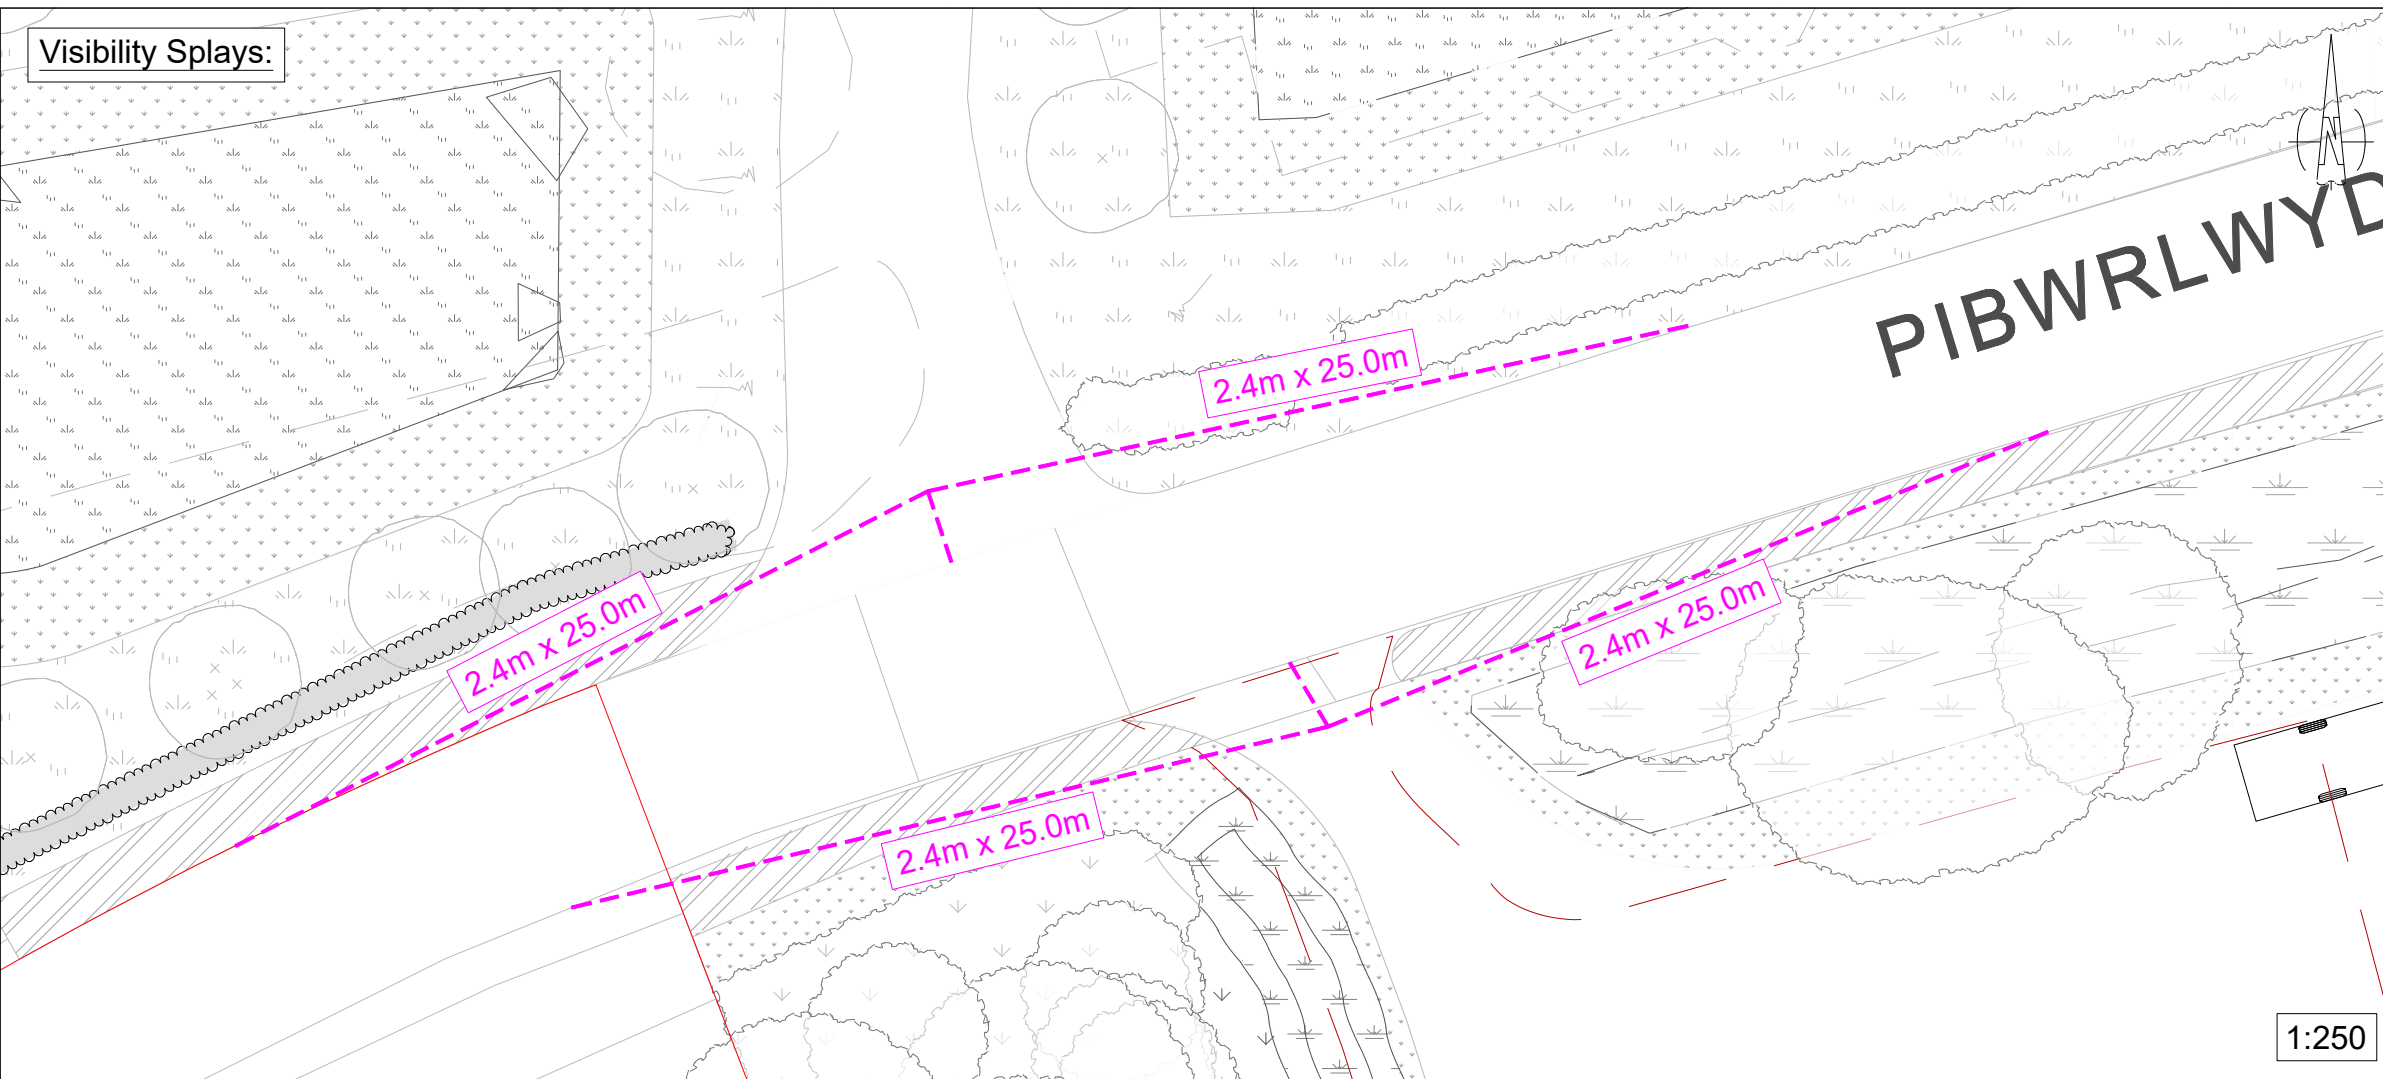 Visibility Splays:
N
PIBWRLWYD
2.4m x 25.0m
2.4m x 25.0m
2.4m x 25.0m
2.4m x 25.0m
1:250